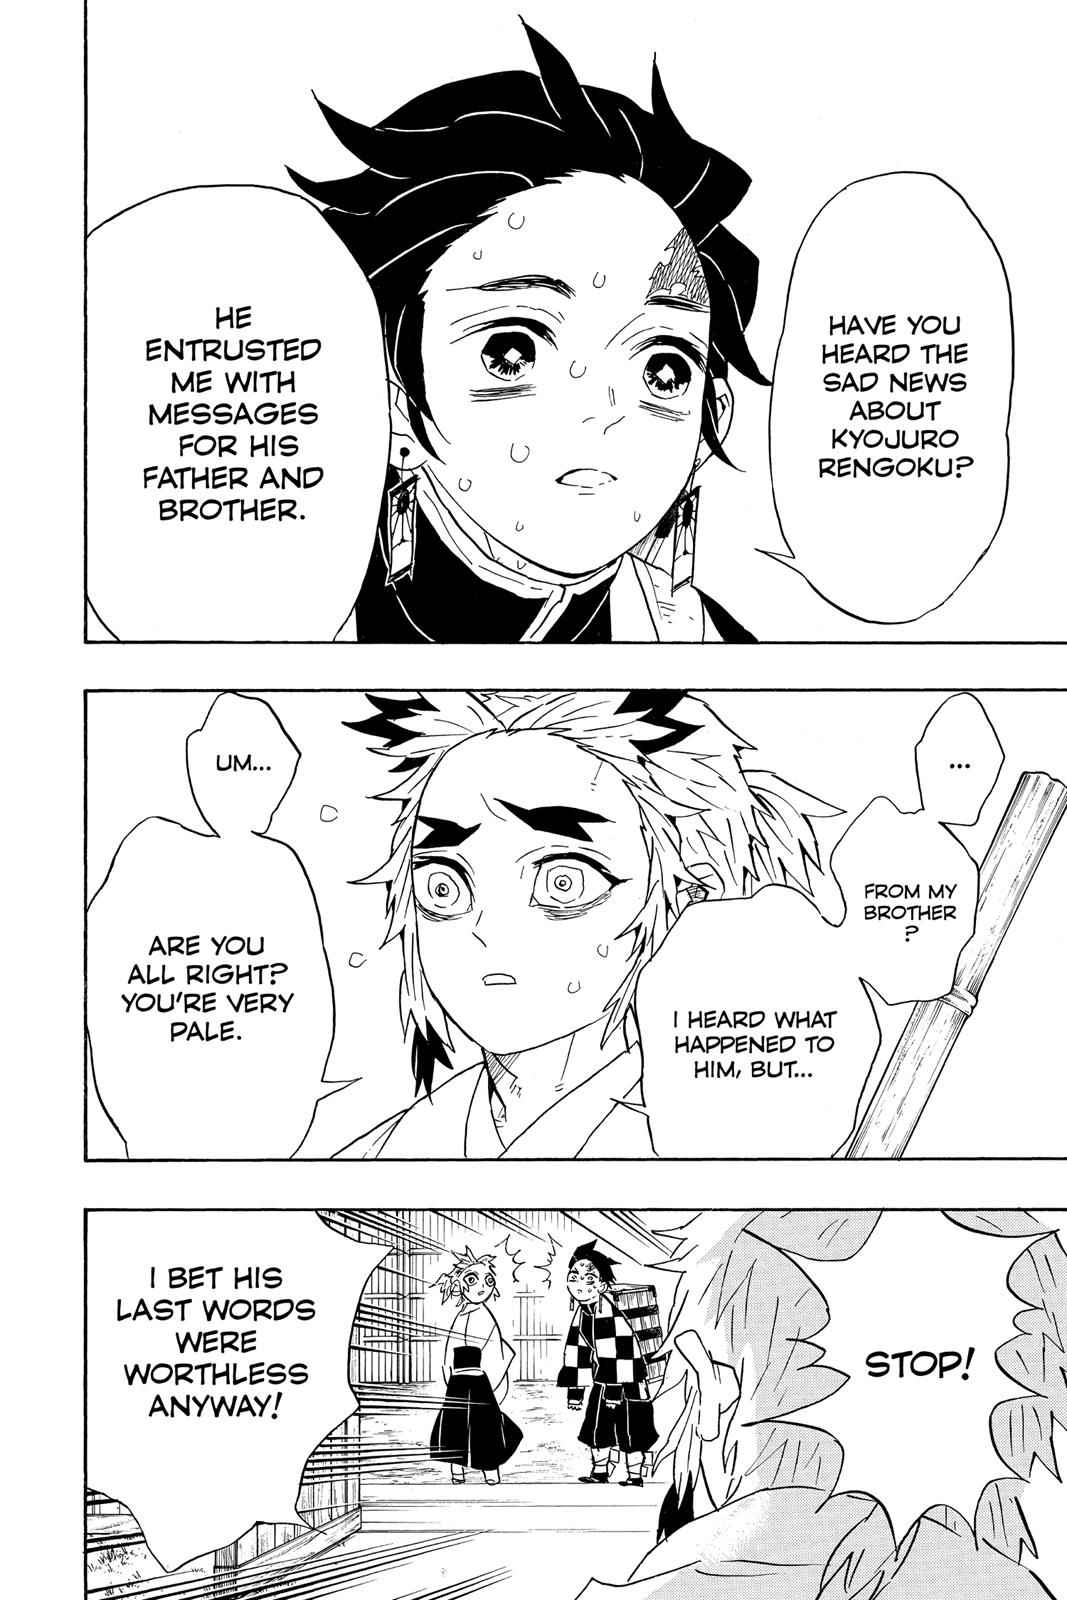 HAVE YOU
HEARD THE
SAD NEWS
ABOUT
KYOJURO
RENGOKU?
HE
ENTRUSTED
ME WITH
MESSAGES
FOR HIS
FATHER AND
BROTHER.
...
FROM MY
BROTHER
?
I HEARD WHAT
HAPPENED TO
HIM, BUT...
UM...
ARE YOU
ALL RIGHT?
YOU'RE VERY
PALE.
STOP!
I BET HIS
LAST WORDS
WERE
WORTHLESS
ANYWAY!